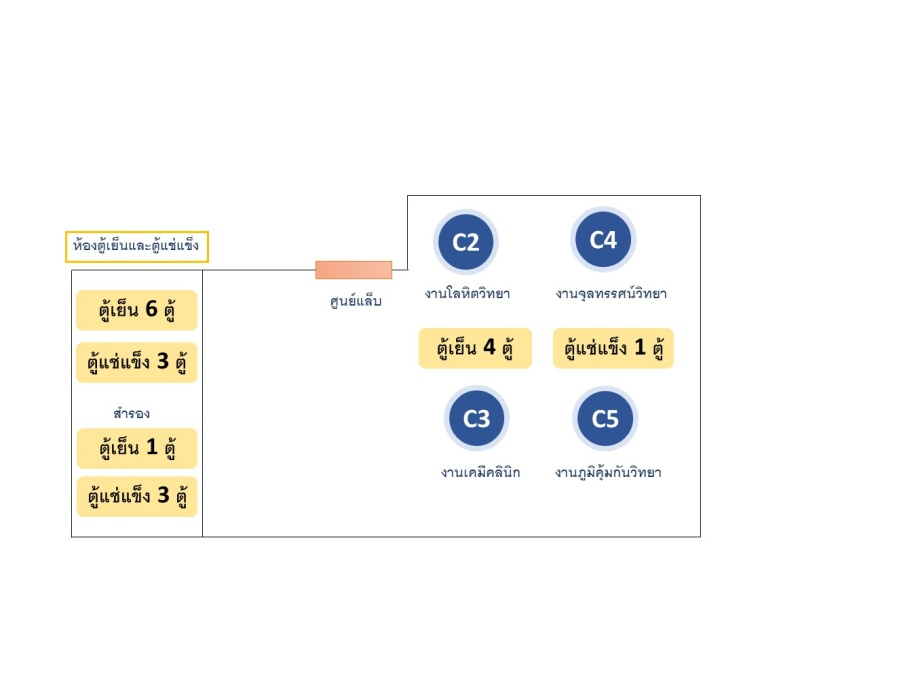 C2
C4
ห้องตู้เย็นและตู้แช่แข็ง
ศูนย์แล็บ
งานโลหิตวิทยา
งานจุลทรรศน์วิทยา
ตู้เย็น 6 ตู้
ตู้แช่แข็ง 3 ตู้
สำรอง
ตู้เย็น 1 ตู้
ตู้แช่แข็ง 3 ตู้
ตู้เย็น 4 ตู้
ตู้แช่แข็ง 1 ตู้
C3
C5
งานเคมีคลินิก
งานภูมิคุ้มกันวิทยา